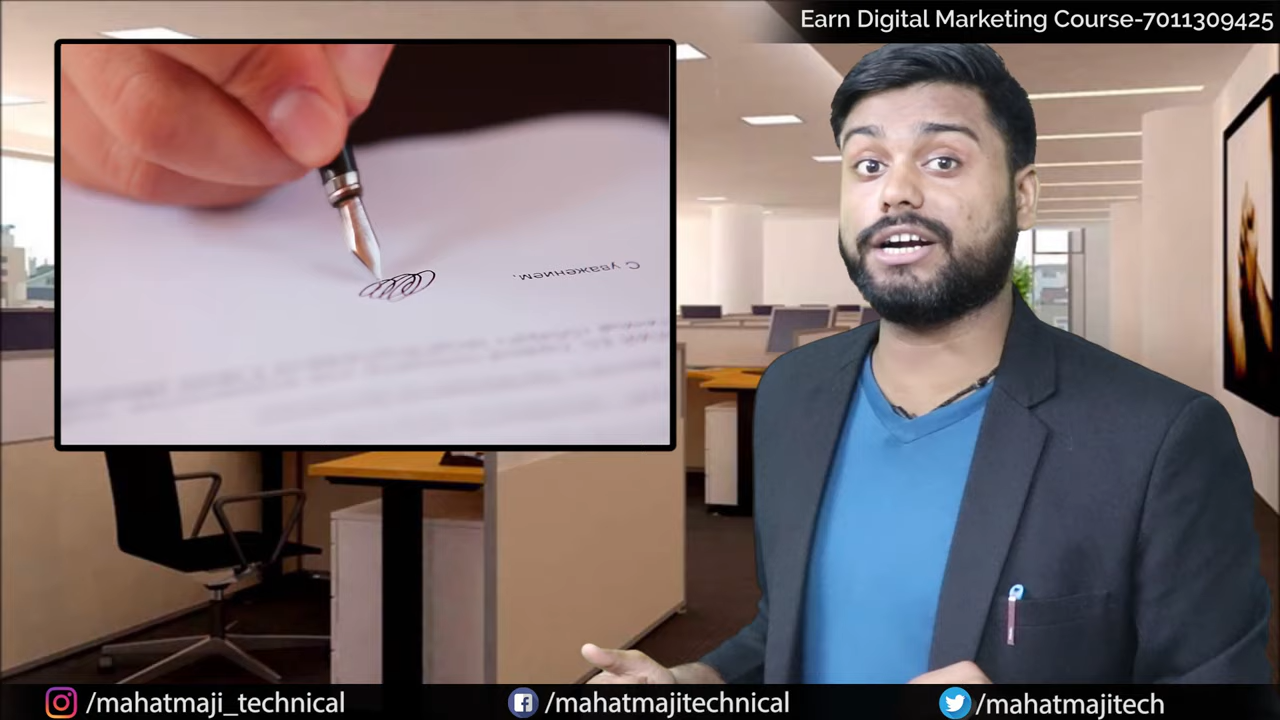 Earn Digital Marketing Course-7011309425
С уважением,
/mahatmaji_technical
/mahatmajitechnical
/mahatmajitech